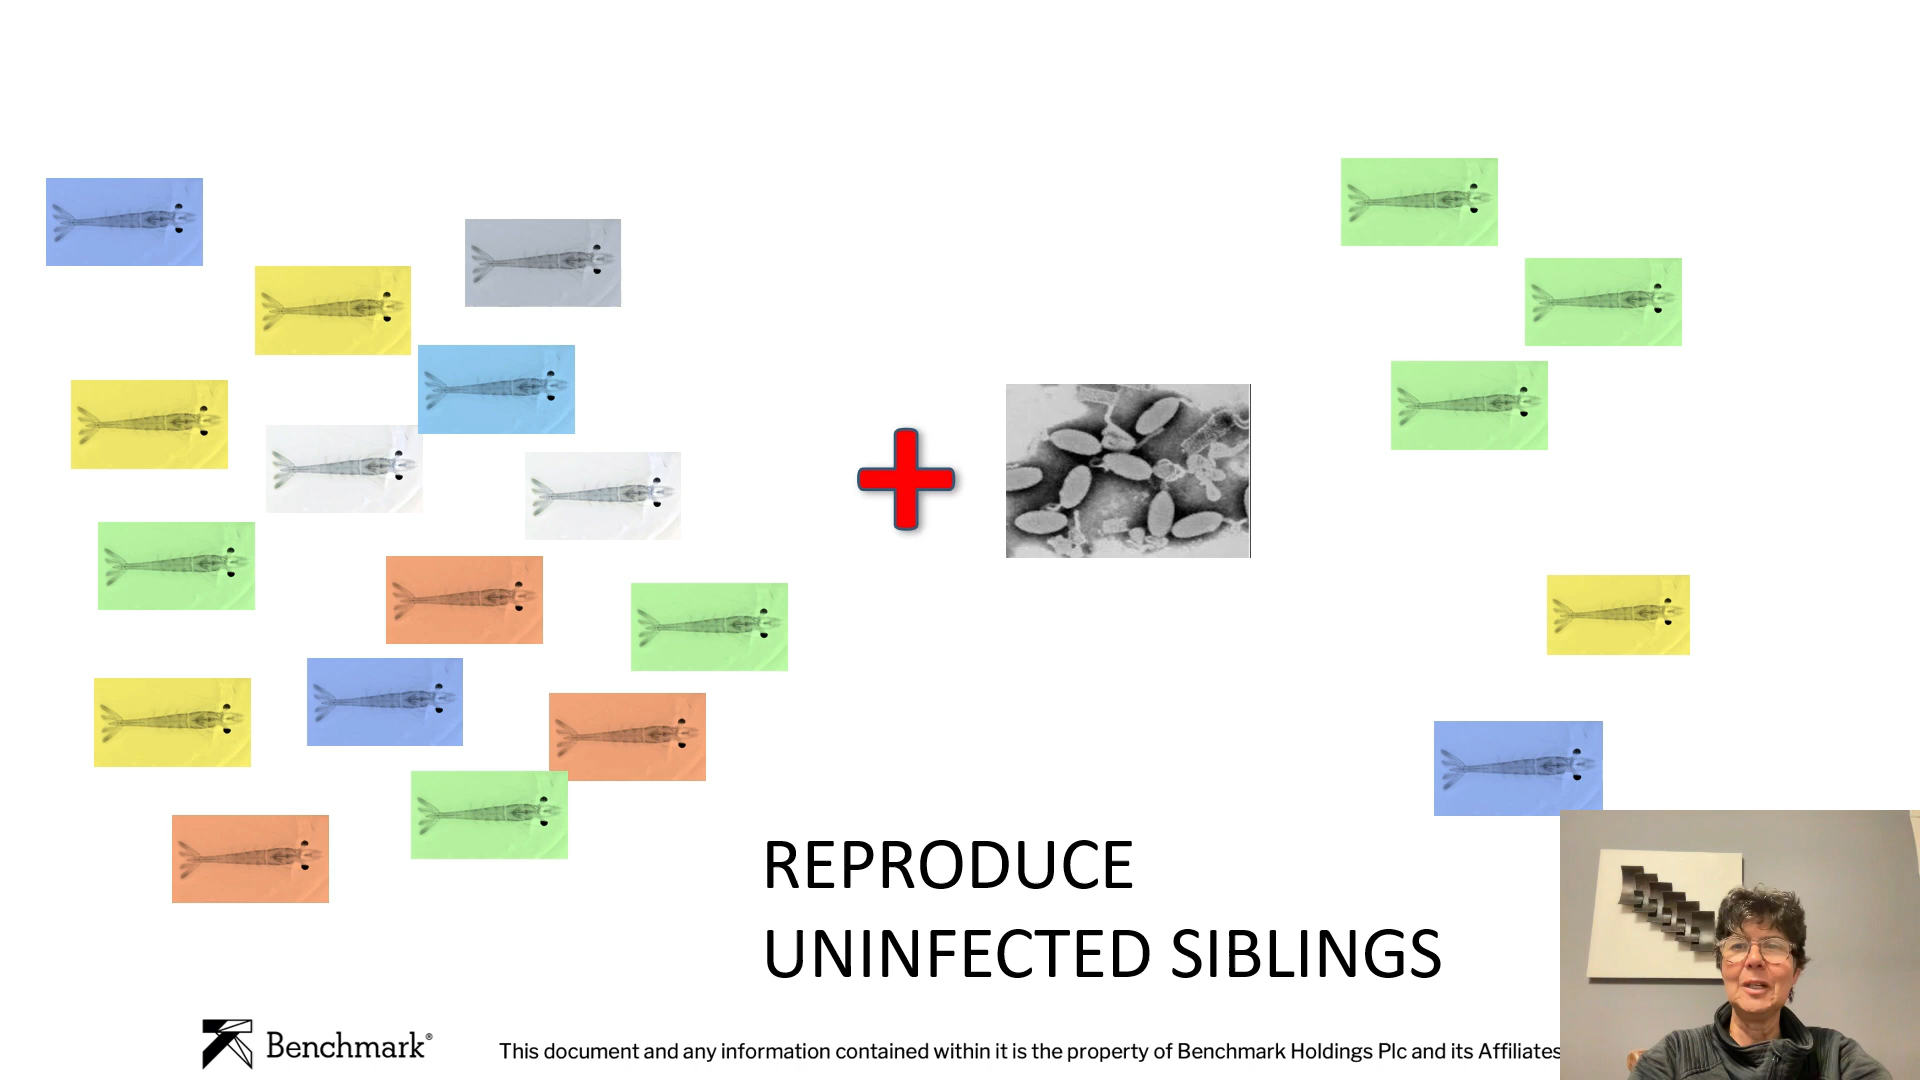 REPRODUCE
UNINFECTED SIBLINGS
Benchmark®
This document and any information contained within it is the property of Benchmark Holdings Plc and its Affiliates